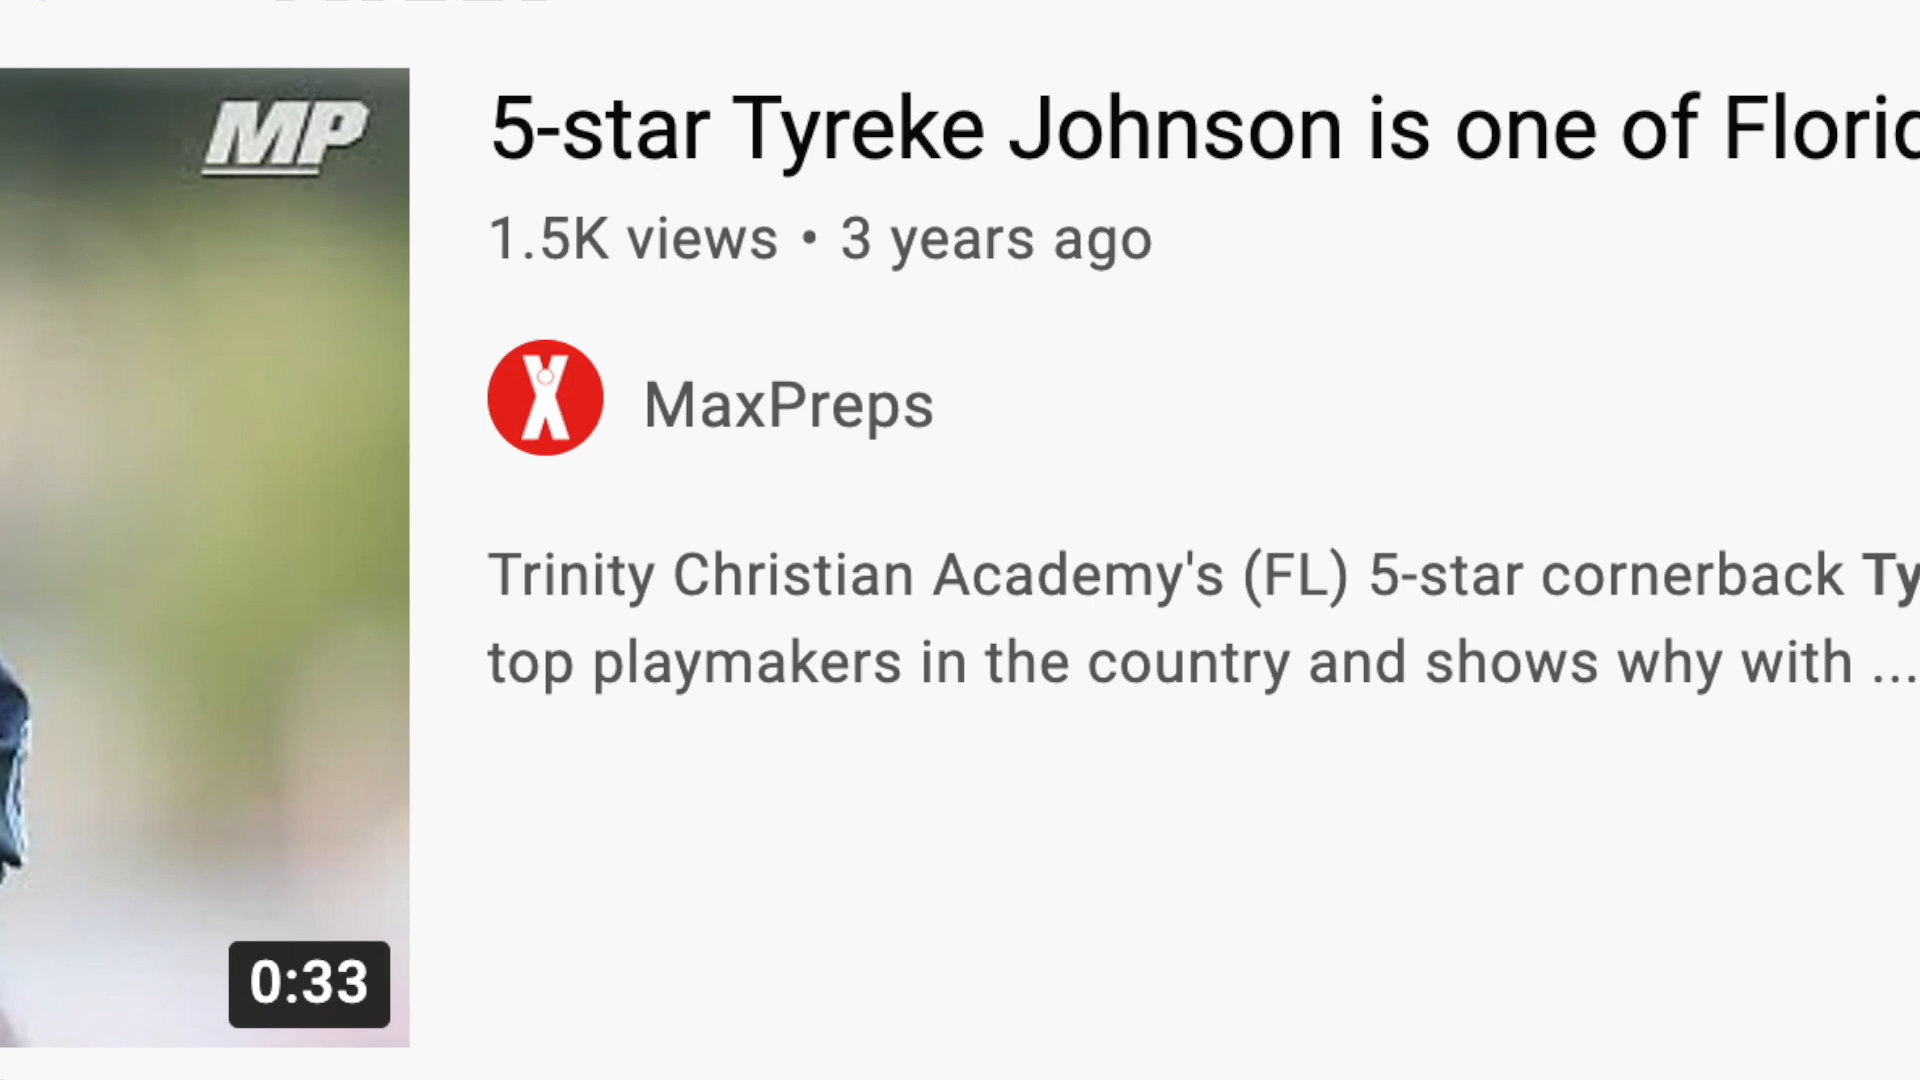 MP
5-star Tyreke Johnson is one of Florid
1.5K views • 3 years ago
MaxPreps
Trinity Christian Academy's (FL) 5-star cornerback Ty
top playmakers in the country and shows why with ...
0:33